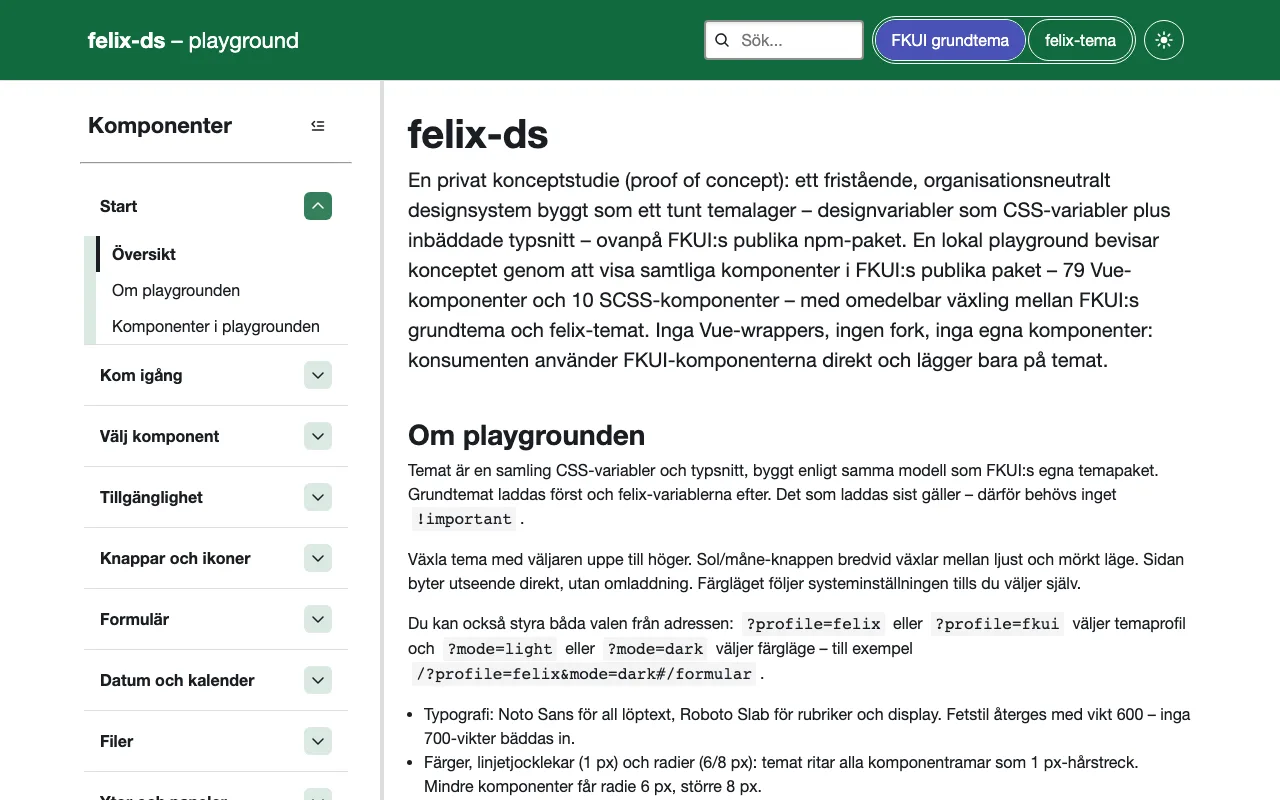 felix-ds – playground
Sök...
FKUI grundtema
felix-tema
Komponenter
Start
Översikt
Om playgrounden
Komponenter i playgrounden
Kom igång
Välj komponent
Tillgänglighet
Knappar och ikoner
Formulär
Datum och kalender
Filer
felix-ds
En privat konceptstudie (proof of concept): ett fristående, organisationsneutralt
designsystem byggt som ett tunt temalager – designvariabler som CSS-variabler plus
inbäddade typsnitt – ovanpå FKUI:s publika npm-paket. En lokal playground bevisar
konceptet genom att visa samtliga komponenter i FKUI:s publika paket – 79 Vue-
komponenter och 10 SCSS-komponenter – med omedelbar växling mellan FKUI:s
grundtema och felix-temat. Inga Vue-wrappers, ingen fork, inga egna komponenter:
konsumenten använder FKUI-komponenterna direkt och lägger bara på temat.
Om playgrounden
Temat är en samling CSS-variabler och typsnitt, byggt enligt samma modell som FKUI:s egna temapaket.
Grundtemat laddas först och felix-variablerna efter. Det som laddas sist gäller – därför behövs inget
!important .
Växla tema med väljaren uppe till höger. Sol/måne-knappen bredvid växlar mellan ljust och mörkt läge. Sidan
byter utseende direkt, utan omladdning. Färgläget följer systeminställningen tills du väljer själv.
Du kan också styra båda valen från adressen: ?profile=felix eller ?profile=fkui väljer temaprofil
och ?mode=light eller ?mode=dark väljer färgläge – till exempel
/?profile=felix&mode=dark#/formular .
• Typografi: Noto Sans för all löptext, Roboto Slab för rubriker och display. Fetstil återges med vikt 600 – inga
700-vikter bäddas in.
• Färger, linjetjocklekar (1 px) och radier (6/8 px): temat ritar alla komponentramar som 1 px-hårstreck.
Mindre komponenter får radie 6 px, större 8 px.